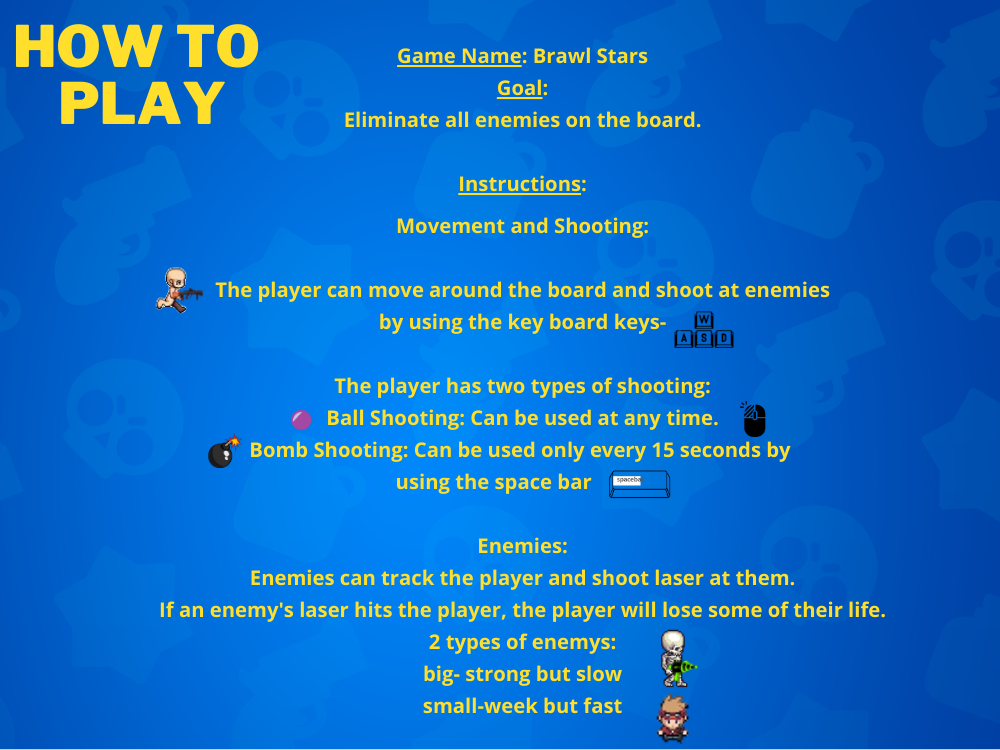 HOW TO
PLAY
Game Name: Brawl Stars
Goal:
Eliminate all enemies on the board.
Instructions:
Movement and Shooting:
The player can move around the board and shoot at enemies
by using the key board keys-
W
A S D
The player has two types of shooting:
Ball Shooting: Can be used at any time.
Bomb Shooting: Can be used only every 15 seconds by
using the space bar
spaceba
Enemies:
Enemies can track the player and shoot laser at them.
If an enemy's laser hits the player, the player will lose some of their life.
2 types of enemys:
big- strong but slow
small-week but fast